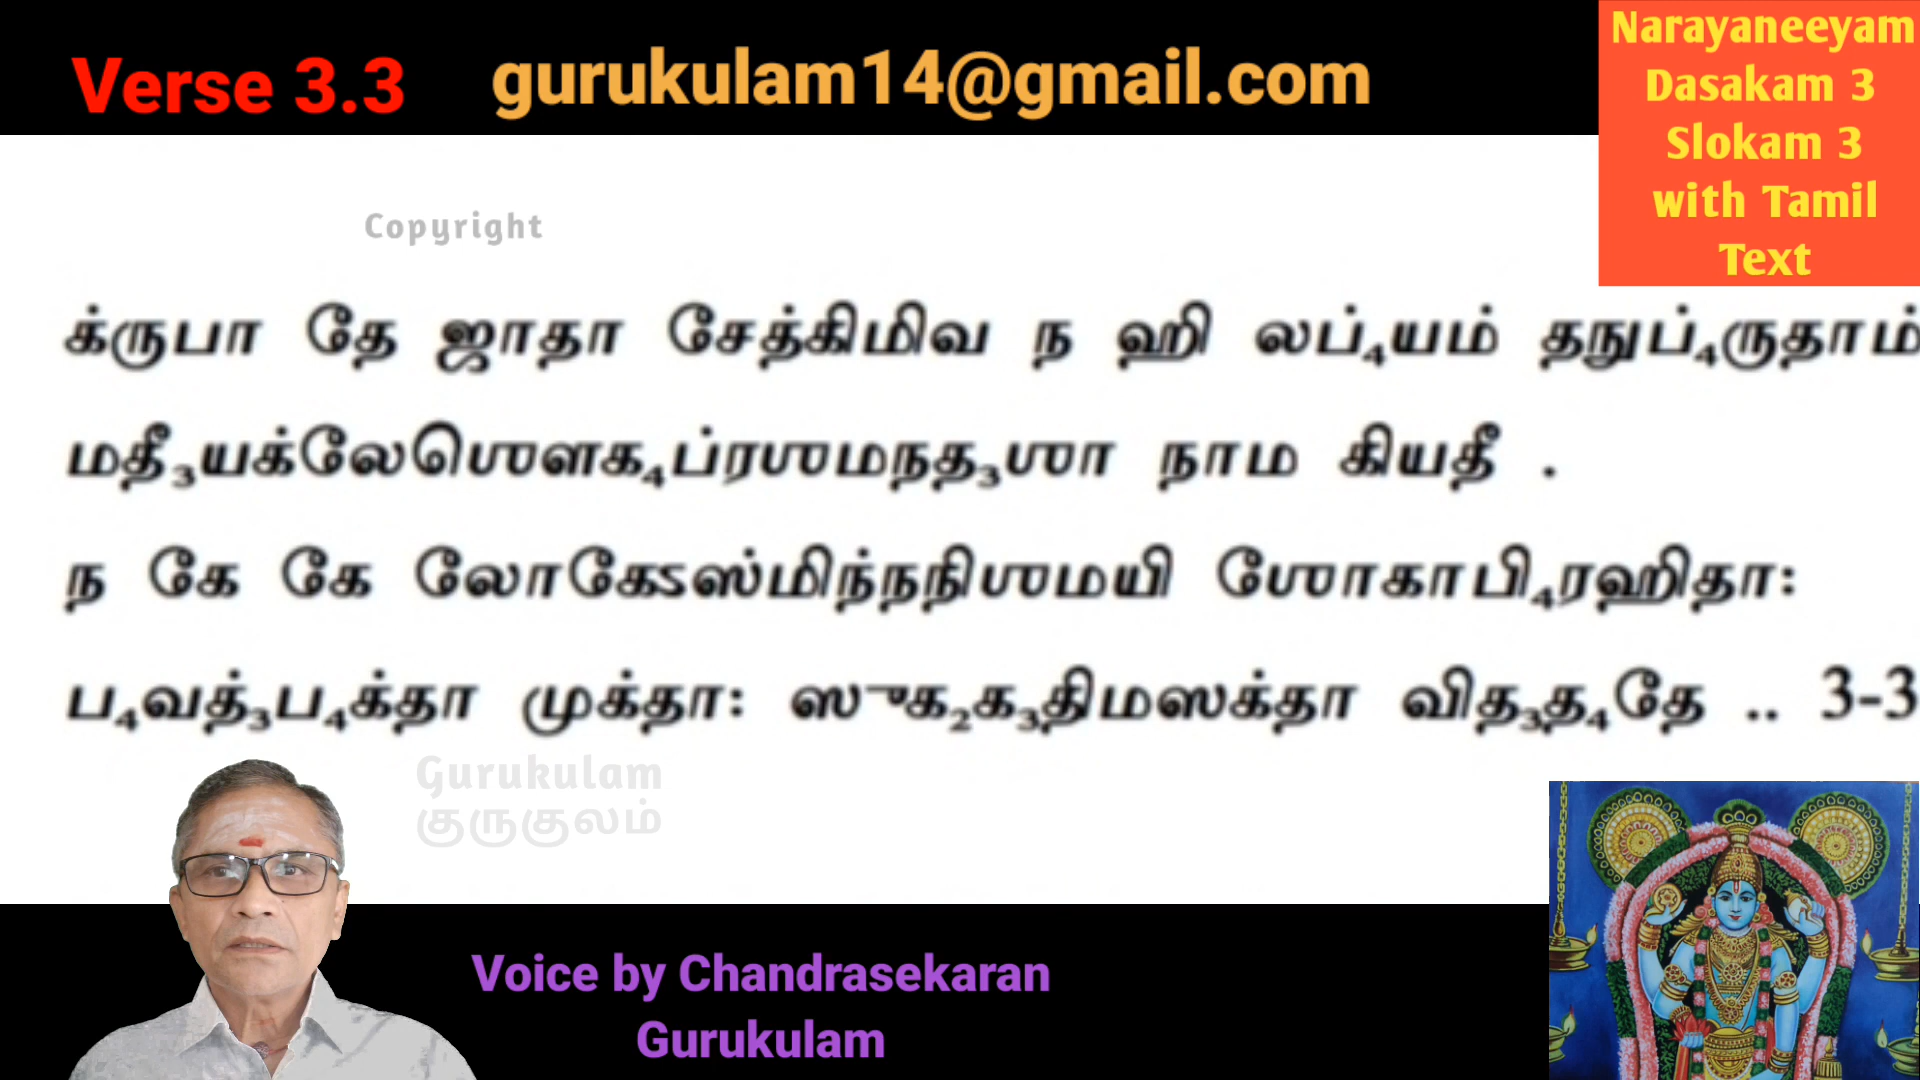 Verse 3.3
gurukulam14@gmail.com
Narayaneeyam
Dasakam 3
Slokam 3
with Tamil
Text
Copyright
க்ருபா தே ஜாதா சேத்கிமிவ ந ஹி லப்₄யம் தநுப்₄ருதாம்
மதீ₃யக்லேஶௌக₄ப்ரஶமநத₃ஶா நாம கியதீ .
ந கே கே லோகேऽஸ்மிந்நநிஶமயி ஶோகாபி₄ரஹிதா:
ப₄வத்₃ப₄க்தா முக்தா: ஸுக₂க₃திமஸக்தா வித₃த₄தே .. 3-3
Gurukulam
குருகுலம்
Voice by Chandrasekaran
Gurukulam